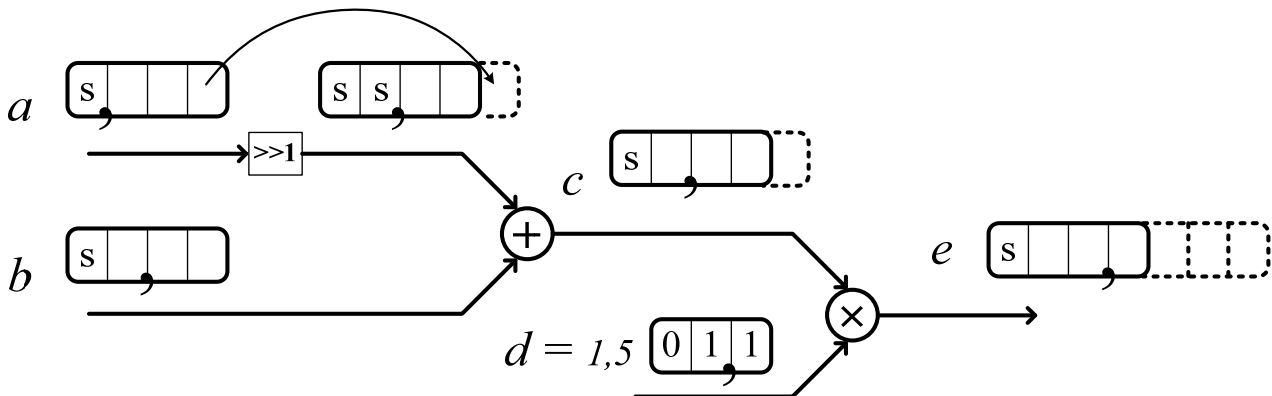 a
s ,
s s ,
>>1
b
s ,
+
c
s ,
d = 1,5
0 1 , 1
×
e
s ,